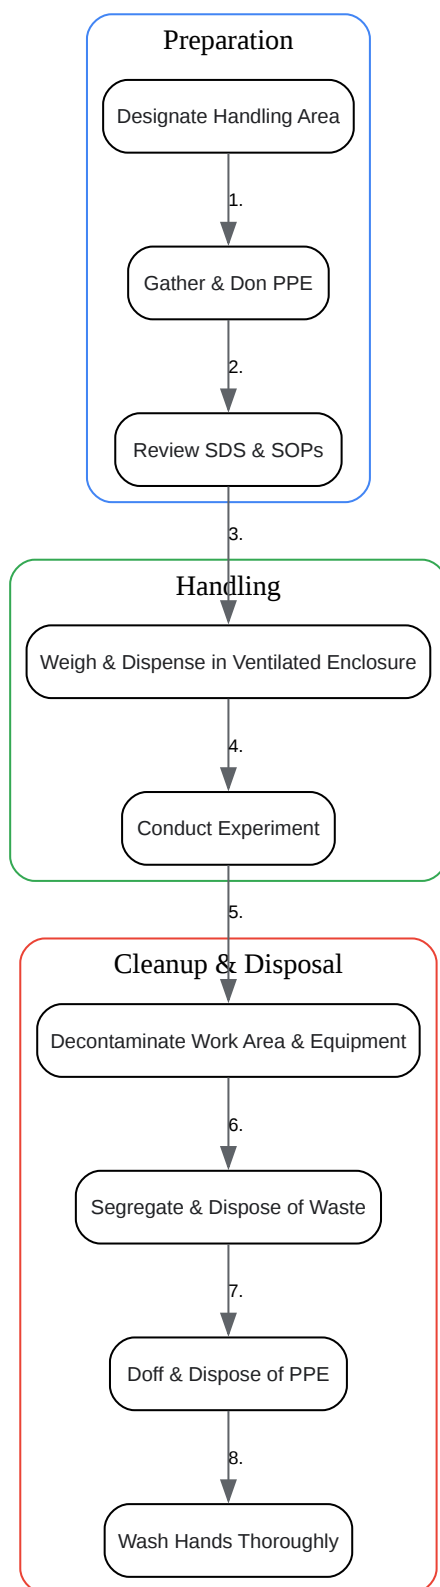 Preparation
Designate Handling Area
1.
Gather & Don PPE
2.
Review SDS & SOPs
3.
Handling
Weigh & Dispense in Ventilated Enclosure
4.
Conduct Experiment
5.
Cleanup & Disposal
Decontaminate Work Area & Equipment
6.
Segregate & Dispose of Waste
7.
Doff & Dispose of PPE
8.
Wash Hands Thoroughly